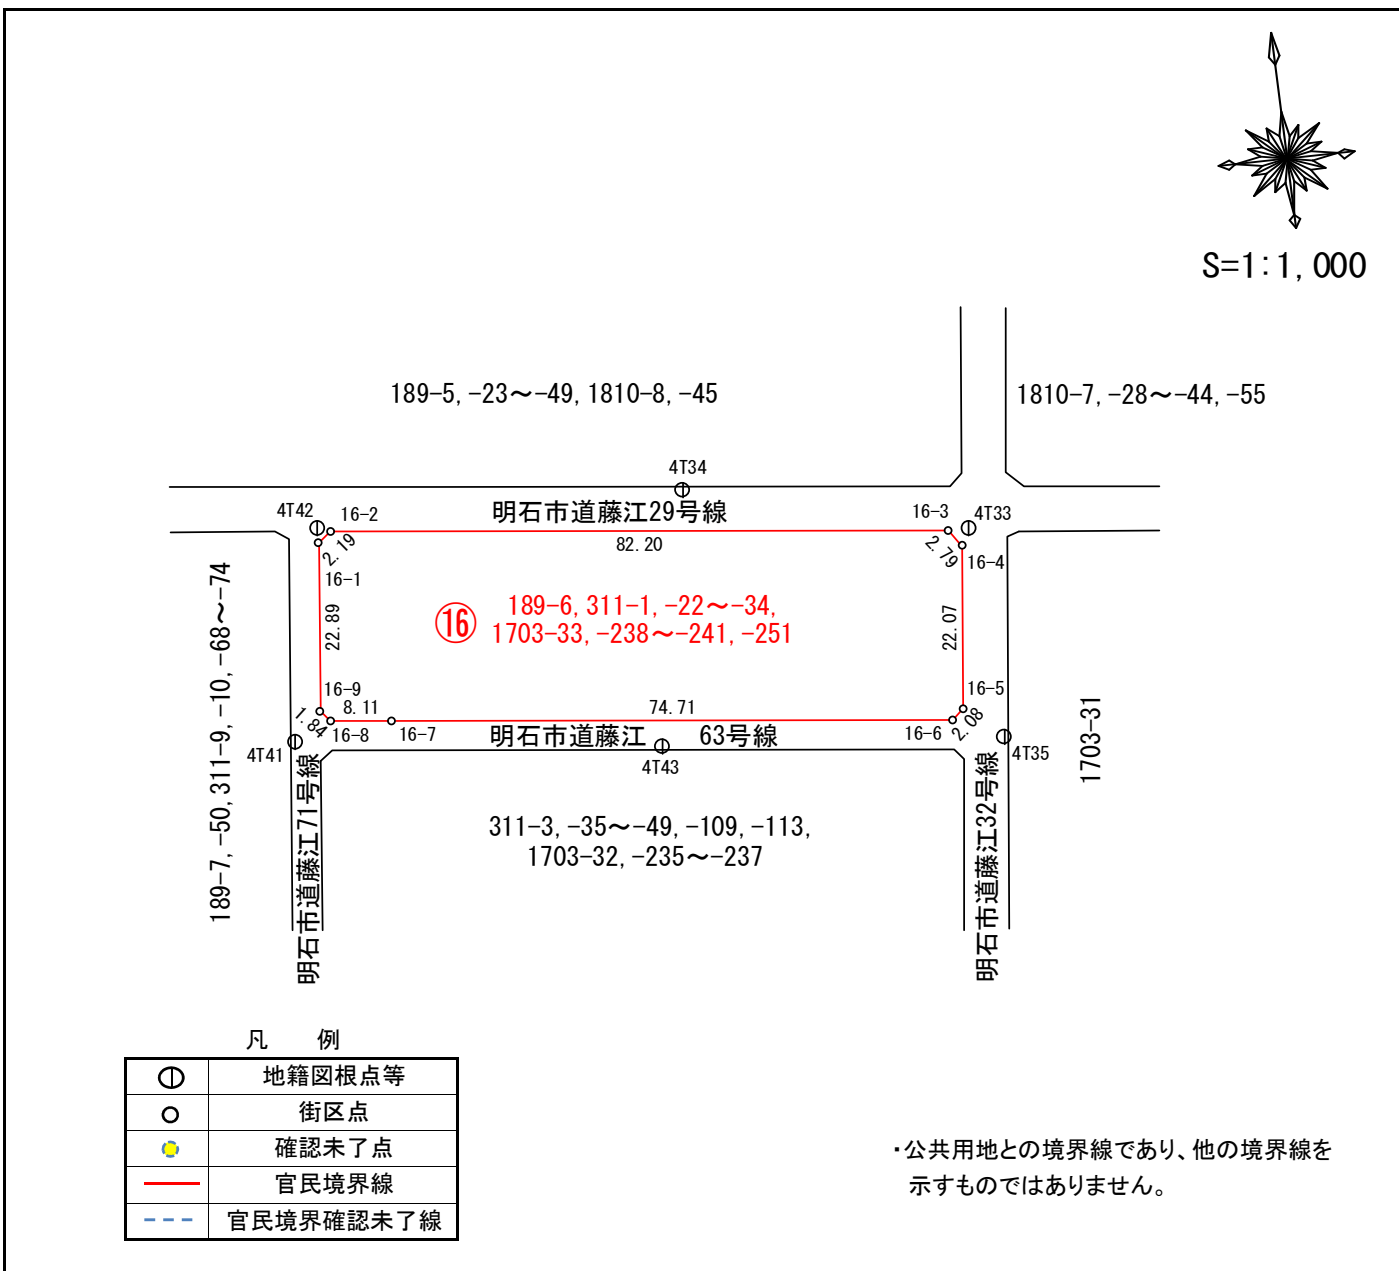 S=1:1,000
189-5,-23～-49,1810-8,-45
1810-7,-28～-44,-55
4T34
4T42
16-2
明石市道藤江29号線
16-3
4T33
2.19
82.20
2.79
16-4
16-1
22.89
⑯
189-6,311-1,-22～-34,
1703-33,-238～-241,-251
22.07
189-7,-50,311-9,-10,-68～-74
16-9
8.11
74.71
16-5
1.84
16-8
16-7
明石市道藤江 63号線
16-6
2.08
4T41
4T43
4T35
1703-31
明石市道藤江71号線
明石市道藤江32号線
311-3,-35～-49,-109,-113,
1703-32,-235～-237
凡 例
地籍図根点等
街区点
確認未了点
官民境界線
官民境界確認未了線
・公共用地との境界線であり、他の境界線を
示すものではありません。